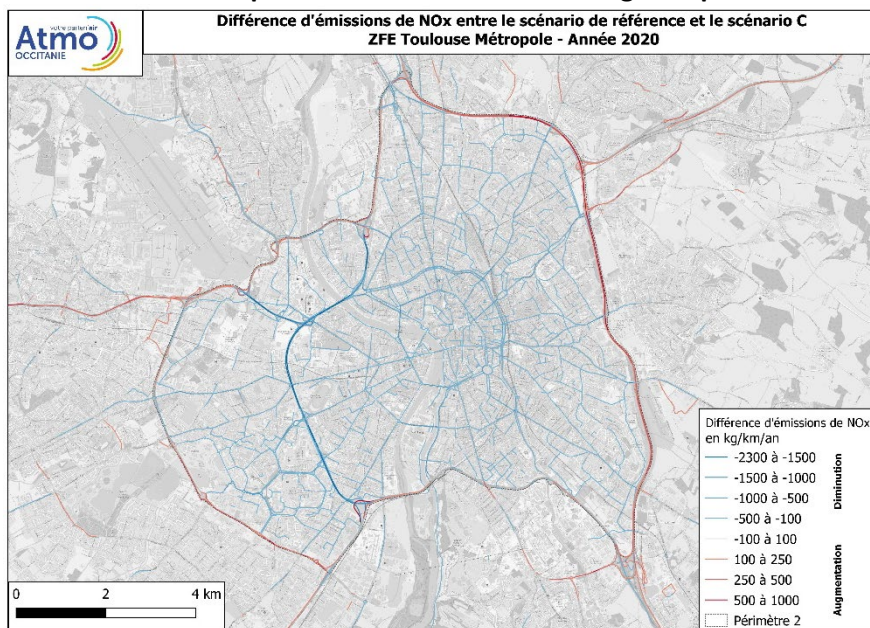 votre partenaire
Atmo
OCCITANIE
Différence d'émissions de NOx entre le scénario de référence et le scénario C
ZFE Toulouse Métropole - Année 2020
Différence d'émissions de NOx
en kg/km/an
-2300 à -1500
-1500 à -1000
-1000 à -500
-500 à -100
-100 à 100
100 à 250
250 à 500
500 à 1000
Périmètre 2
Diminution
Augmentation
0 2 4 km